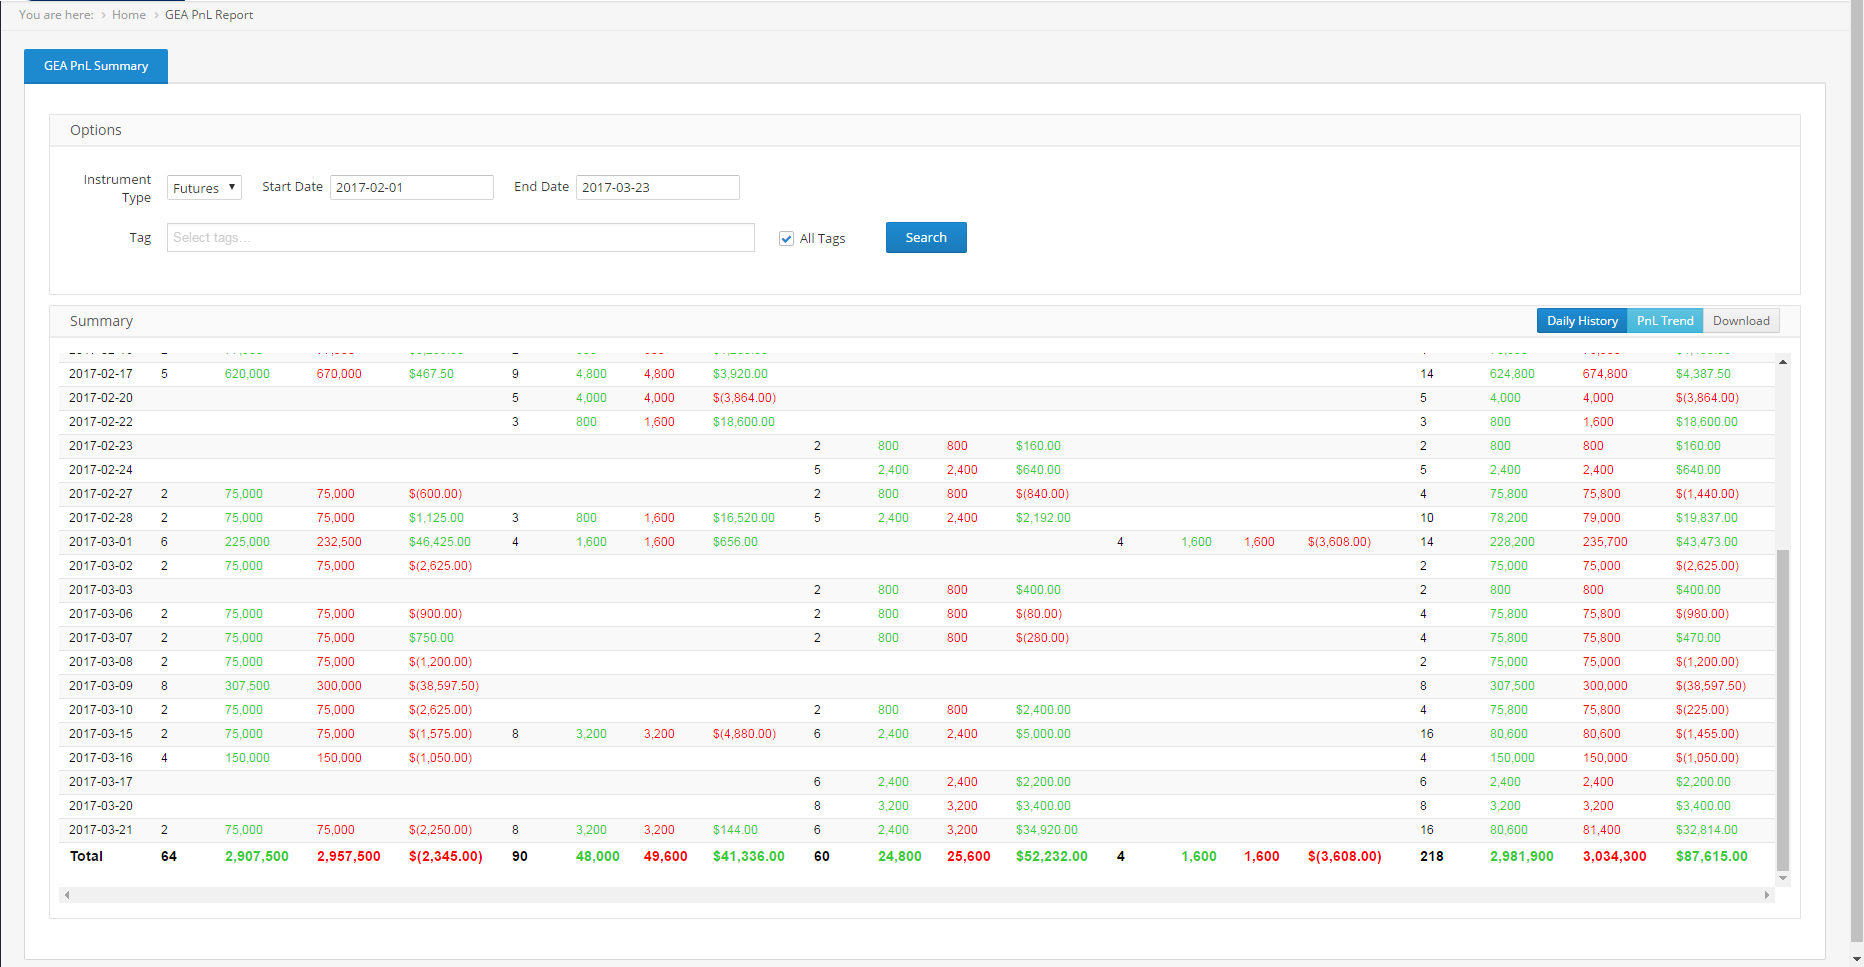 You are here: › Home › GEA PnL Report
GEA PnL Summary
Options
Instrument Type Futures Start Date 2017-02-01 End Date 2017-03-23
Tag Select tags... All Tags Search
Summary Daily History PnL Trend Download
2017-02-17 5 620,000 670,000 $467.50 9 4,800 4,800 $3,920.00 14 624,800 674,800 $4,387.50
2017-02-20 5 4,000 4,000 $(3,864.00) 5 4,000 4,000 $(3,864.00)
2017-02-22 3 800 1,600 $18,600.00 3 800 1,600 $18,600.00
2017-02-23 2 800 800 $160.00 2 800 800 $160.00
2017-02-24 5 2,400 2,400 $640.00 5 2,400 2,400 $640.00
2017-02-27 2 75,000 75,000 $(600.00) 2 800 800 $(840.00) 4 75,800 75,800 $(1,440.00)
2017-02-28 2 75,000 75,000 $1,125.00 3 800 1,600 $16,520.00 5 2,400 2,400 $2,192.00 10 78,200 79,000 $19,837.00
2017-03-01 6 225,000 232,500 $46,425.00 4 1,600 1,600 $656.00 4 1,600 1,600 $(3,608.00) 14 228,200 235,700 $43,473.00
2017-03-02 2 75,000 75,000 $(2,625.00) 2 75,000 75,000 $(2,625.00)
2017-03-03 2 800 800 $400.00 2 800 800 $400.00
2017-03-06 2 75,000 75,000 $(900.00) 2 800 800 $(80.00) 4 75,800 75,800 $(980.00)
2017-03-07 2 75,000 75,000 $750.00 2 800 800 $(280.00) 4 75,800 75,800 $470.00
2017-03-08 2 75,000 75,000 $(1,200.00) 2 75,000 75,000 $(1,200.00)
2017-03-09 8 307,500 300,000 $(38,597.50) 8 307,500 300,000 $(38,597.50)
2017-03-10 2 75,000 75,000 $(2,625.00) 2 800 800 $2,400.00 4 75,800 75,800 $(225.00)
2017-03-15 2 75,000 75,000 $(1,575.00) 8 3,200 3,200 $(4,880.00) 6 2,400 2,400 $5,000.00 16 80,600 80,600 $(1,455.00)
2017-03-16 4 150,000 150,000 $(1,050.00) 4 150,000 150,000 $(1,050.00)
2017-03-17 6 2,400 2,400 $2,200.00 6 2,400 2,400 $2,200.00
2017-03-20 8 3,200 3,200 $3,400.00 8 3,200 3,200 $3,400.00
2017-03-21 2 75,000 75,000 $(2,250.00) 8 3,200 3,200 $144.00 6 2,400 3,200 $34,920.00 16 80,600 81,400 $32,814.00
Total 64 2,907,500 2,957,500 $(2,345.00) 90 48,000 49,600 $41,336.00 60 24,800 25,600 $52,232.00 4 1,600 1,600 $(3,608.00) 218 2,981,900 3,034,300 $87,615.00